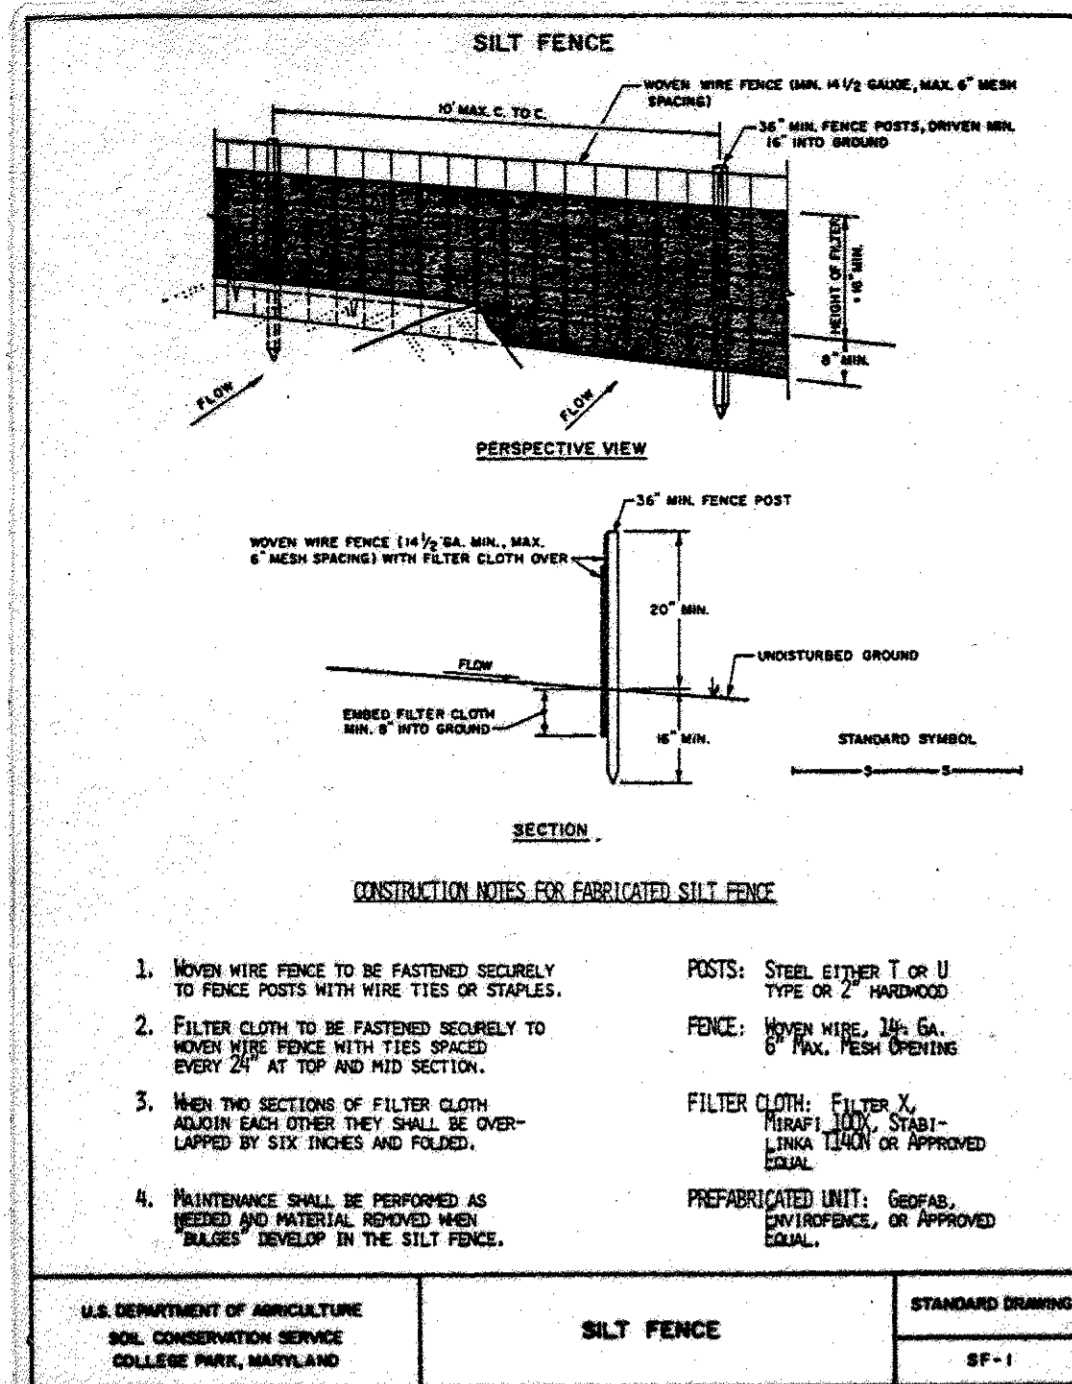 SILT FENCE
WOVEN WIRE FENCE (MIN. 14 1/2 GAUGE, MAX. 6" MESH
SPACING)
10' MAX. C. TO C.
36" MIN. FENCE POSTS, DRIVEN MIN.
16" INTO GROUND
HEIGHT OF FILTER
= 16" MIN.
8" MIN.
FLOW
FLOW
PERSPECTIVE VIEW
36" MIN. FENCE POST
WOVEN WIRE FENCE (14 1/2 GA. MIN., MAX.
6" MESH SPACING) WITH FILTER CLOTH OVER
20" MIN.
UNDISTURBED GROUND
FLOW
EMBED FILTER CLOTH
MIN. 8" INTO GROUND
16" MIN.
STANDARD SYMBOL
S S
SECTION
CONSTRUCTION NOTES FOR FABRICATED SILT FENCE
1. WOVEN WIRE FENCE TO BE FASTENED SECURELY
TO FENCE POSTS WITH WIRE TIES OR STAPLES.
2. FILTER CLOTH TO BE FASTENED SECURELY TO
WOVEN WIRE FENCE WITH TIES SPACED
EVERY 24" AT TOP AND MID SECTION.
3. WHEN TWO SECTIONS OF FILTER CLOTH
ADJOIN EACH OTHER THEY SHALL BE OVER-
LAPPED BY SIX INCHES AND FOLDED.
4. MAINTENANCE SHALL BE PERFORMED AS
NEEDED AND MATERIAL REMOVED WHEN
"BULGES" DEVELOP IN THE SILT FENCE.
POSTS: STEEL EITHER T OR U
TYPE OR 2" HARDWOOD
FENCE: WOVEN WIRE, 14½ GA.
6" MAX. MESH OPENING
FILTER CLOTH: FILTER X,
MIRAFI 100X, STABI-
LINKA T140N OR APPROVED
EQUAL
PREFABRICATED UNIT: GEOFAB,
ENVIROFENCE, OR APPROVED
EQUAL.
U.S. DEPARTMENT OF AGRICULTURE
SOIL CONSERVATION SERVICE
COLLEGE PARK, MARYLAND
SILT FENCE
STANDARD DRAWING
SF-1